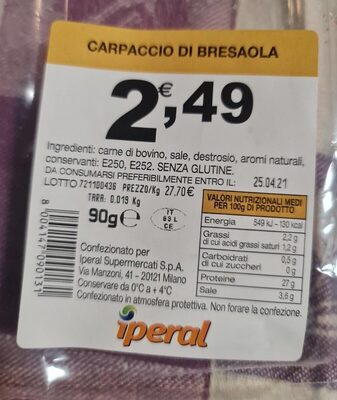 CARPACCIO DI BRESAOLA
€
2,49
Ingredienti: carne di bovino, sale, destrosio, aromi naturali,
conservanti: E250, E252. SENZA GLUTINE.
DA CONSUMARSI PREFERIBILMENTE ENTRO IL: 25.04.21
LOTTO 721100436 PREZZO/Kg 27,70€
TARA: 0.019 Kg
90g℮
IT
B3 L
CE
VALORI NUTRIZIONALI MEDI
PER 100g DI PRODOTTO
Energia 549 kJ - 130 kcal
Grassi 2,2 g
di cui acidi grassi saturi 1,2 g
Carboidrati 0,5 g
di cui zuccheri 0 g
Proteine 27 g
Sale 3,6 g
Confezionato per
Iperal Supermercati S.p.A.
Via Manzoni, 41 - 20121 Milano
Conservare da 0°C a + 4°C
Confezionato in atmosfera protettiva. Non forare la confezione.
iperal